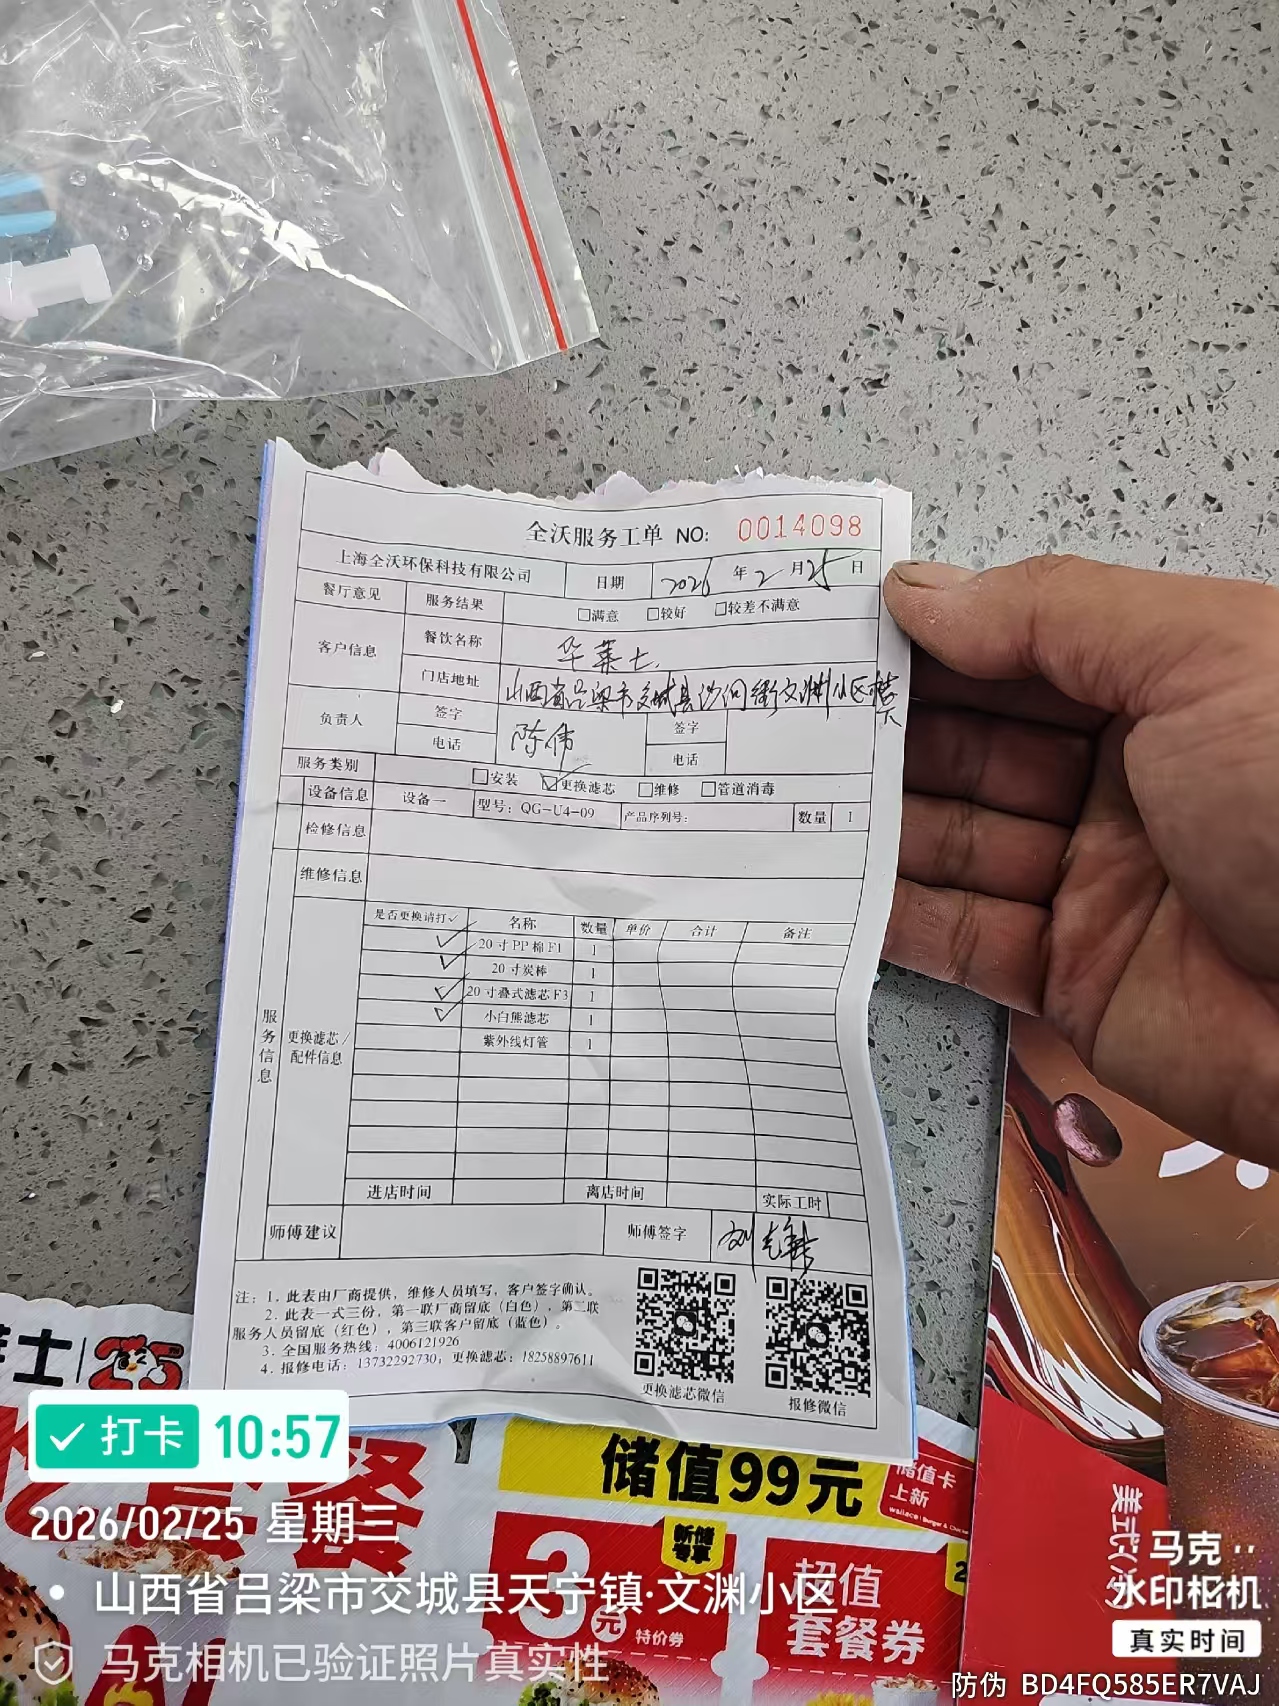 全沃服务工单 NO: 0014098
上海全沃环保科技有限公司 日期 2026 年 2 月 25 日
餐厅意见 服务结果 □满意 □较好 □较差不满意
客户信息 餐饮名称 华莱士
门店地址 山西省吕梁市交城县沙河街文渊小区
负责人 签字 陈伟 签字
电话 电话
服务类别 □安装 ☑更换滤芯 □维修 □管道消毒
设备信息 设备一 型号：QG-U4-09 产品序列号： 数量 1
检修信息
维修信息
服务信息
更换滤芯/配件信息
是否更换请打✓ 名称 数量 单价 合计 备注
✓ 20寸PP棉F1 1
✓ 20寸炭棒 1
✓ 20寸叠式滤芯F3 1
✓ 小白熊滤芯 1
紫外线灯管 1
进店时间 离店时间 实际工时
师傅建议 师傅签字
注：1. 此表由厂商提供，维修人员填写，客户签字确认。
2. 此表一式三份，第一联厂商留底（白色），第二联
服务人员留底（红色），第三联客户留底（蓝色）。
3. 全国服务热线：4006121926
4. 报修电话：13732292730；更换滤芯：18258897611
更换滤芯微信 报修微信
士
储值99元
储值卡
上新
新储
专享
3元
特价券
超值
套餐券
2
套餐
美式
打卡 10:57
2026/02/25 星期三
山西省吕梁市交城县天宁镇·文渊小区
马克相机已验证照片真实性
马克
水印相机
真实时间
防伪 BD4FQ585ER7VAJ